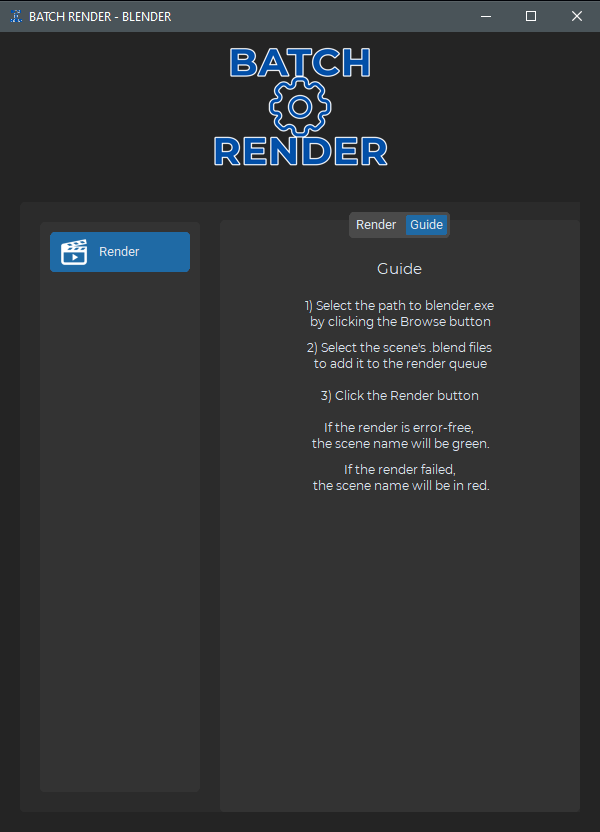 BATCH RENDER - BLENDER
BATCH
RENDER
Render
Render
Guide
Guide
1) Select the path to blender.exe
by clicking the Browse button
2) Select the scene's .blend files
to add it to the render queue
3) Click the Render button
If the render is error-free,
the scene name will be green.
If the render failed,
the scene name will be in red.